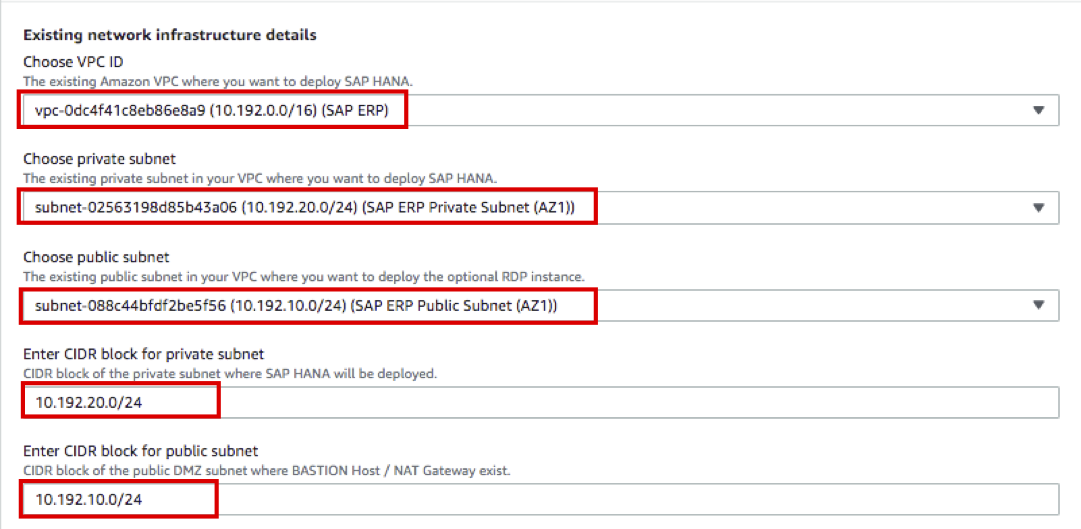 Existing network infrastructure details
Choose VPC ID
The existing Amazon VPC where you want to deploy SAP HANA.
vpc-0dc4f41c8eb86e8a9 (10.192.0.0/16) (SAP ERP)
Choose private subnet
The existing private subnet in your VPC where you want to deploy SAP HANA.
subnet-02563198d85b43a06 (10.192.20.0/24) (SAP ERP Private Subnet (AZ1))
Choose public subnet
The existing public subnet in your VPC where you want to deploy the optional RDP instance.
subnet-088c44bfdf2be5f56 (10.192.10.0/24) (SAP ERP Public Subnet (AZ1))
Enter CIDR block for private subnet
CIDR block of the private subnet where SAP HANA will be deployed.
10.192.20.0/24
Enter CIDR block for public subnet
CIDR block of the public DMZ subnet where BASTION Host / NAT Gateway exist.
10.192.10.0/24